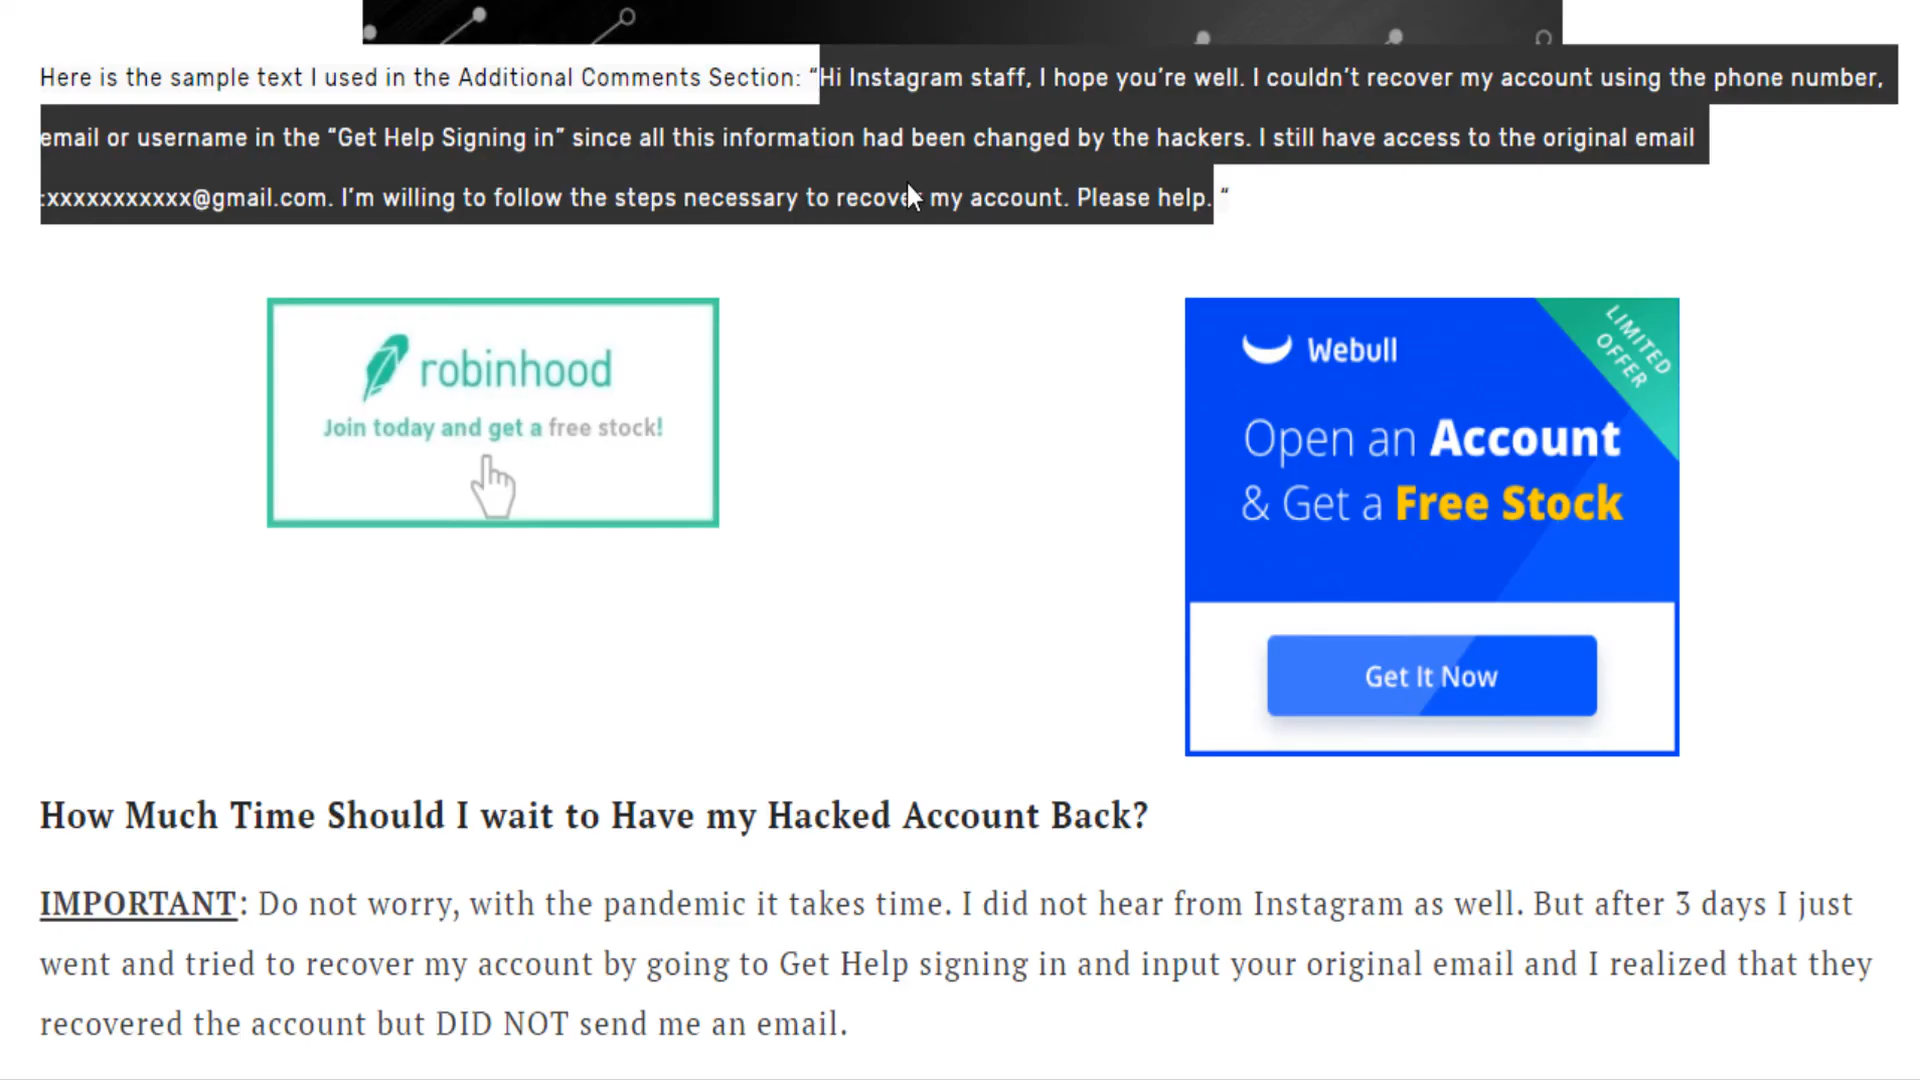 Here is the sample text I used in the Additional Comments Section: “Hi Instagram staff, I hope you’re well. I couldn’t recover my account using the phone number,
email or username in the “Get Help Signing in” since all this information had been changed by the hackers. I still have access to the original email
:xxxxxxxxxxx@gmail.com. I’m willing to follow the steps necessary to recover my account. Please help. “
robinhood
Join today and get a free stock!
LIMITED
OFFER
Webull
Open an Account
& Get a Free Stock
Get It Now
How Much Time Should I wait to Have my Hacked Account Back?
IMPORTANT: Do not worry, with the pandemic it takes time. I did not hear from Instagram as well. But after 3 days I just
went and tried to recover my account by going to Get Help signing in and input your original email and I realized that they
recovered the account but DID NOT send me an email.